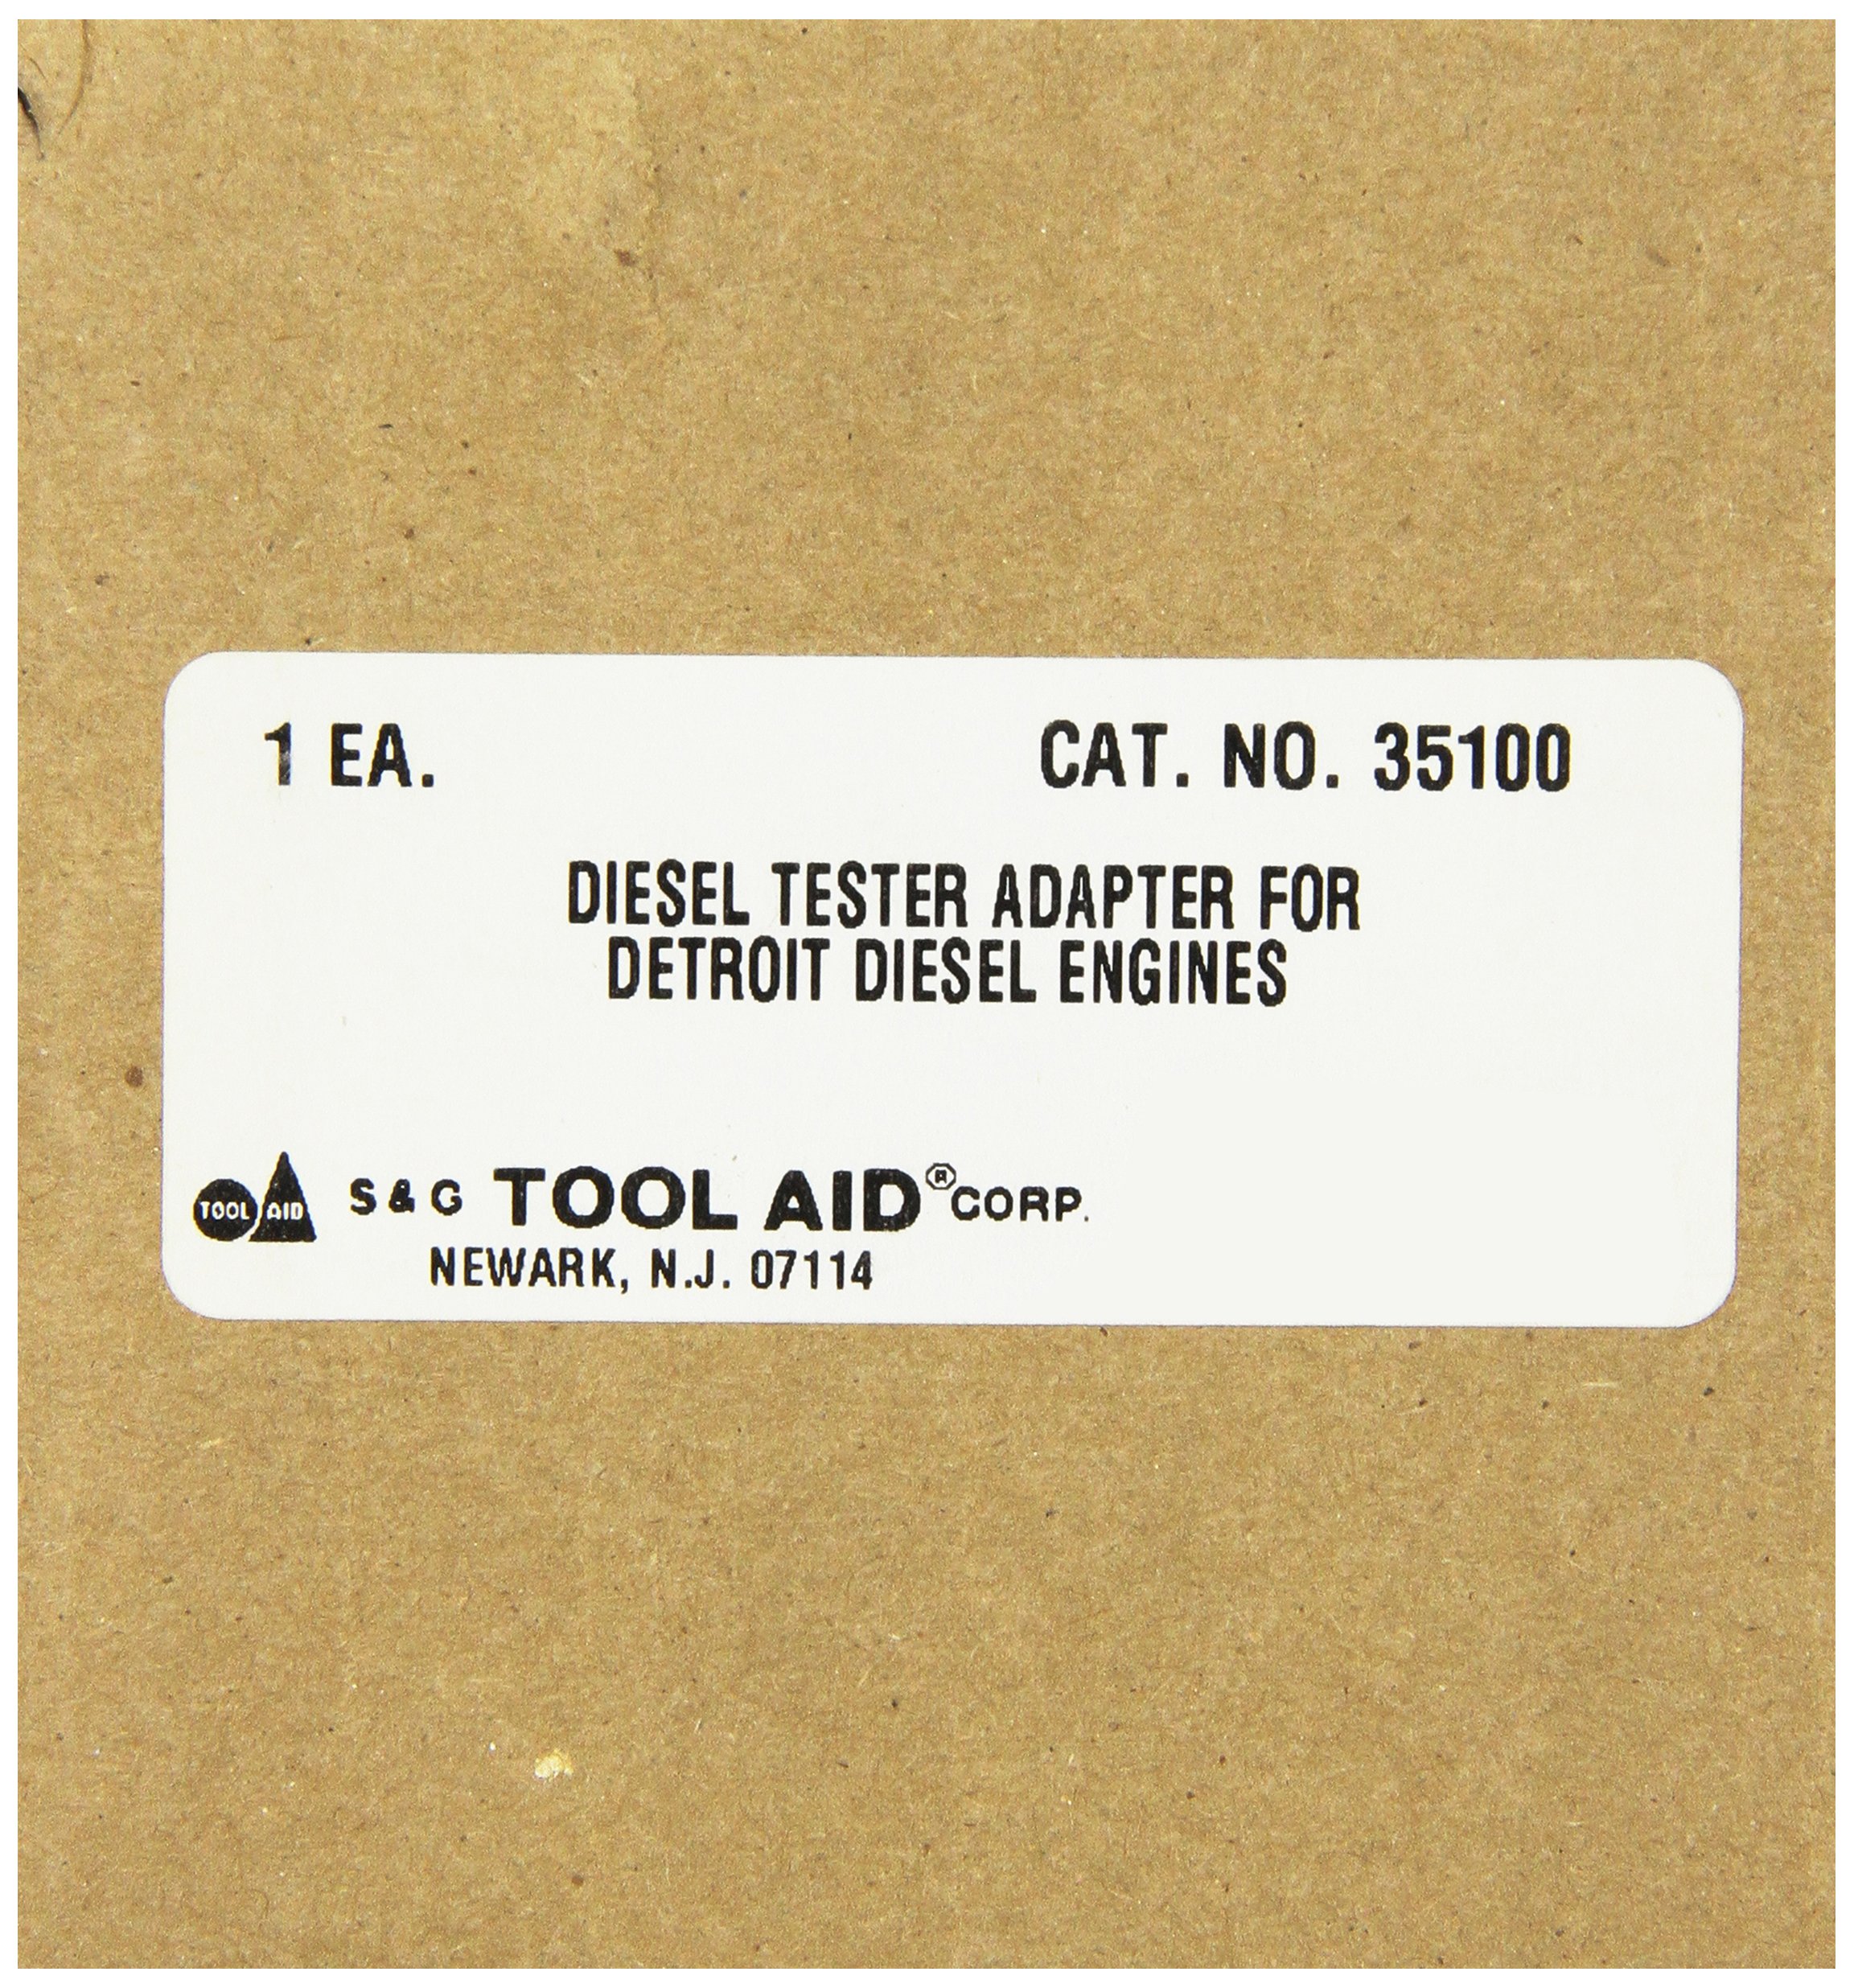 1 EA. CAT. NO. 35100
DIESEL TESTER ADAPTER FOR
DETROIT DIESEL ENGINES
TOOL AID S & G TOOL AID® CORP.
NEWARK, N.J. 07114